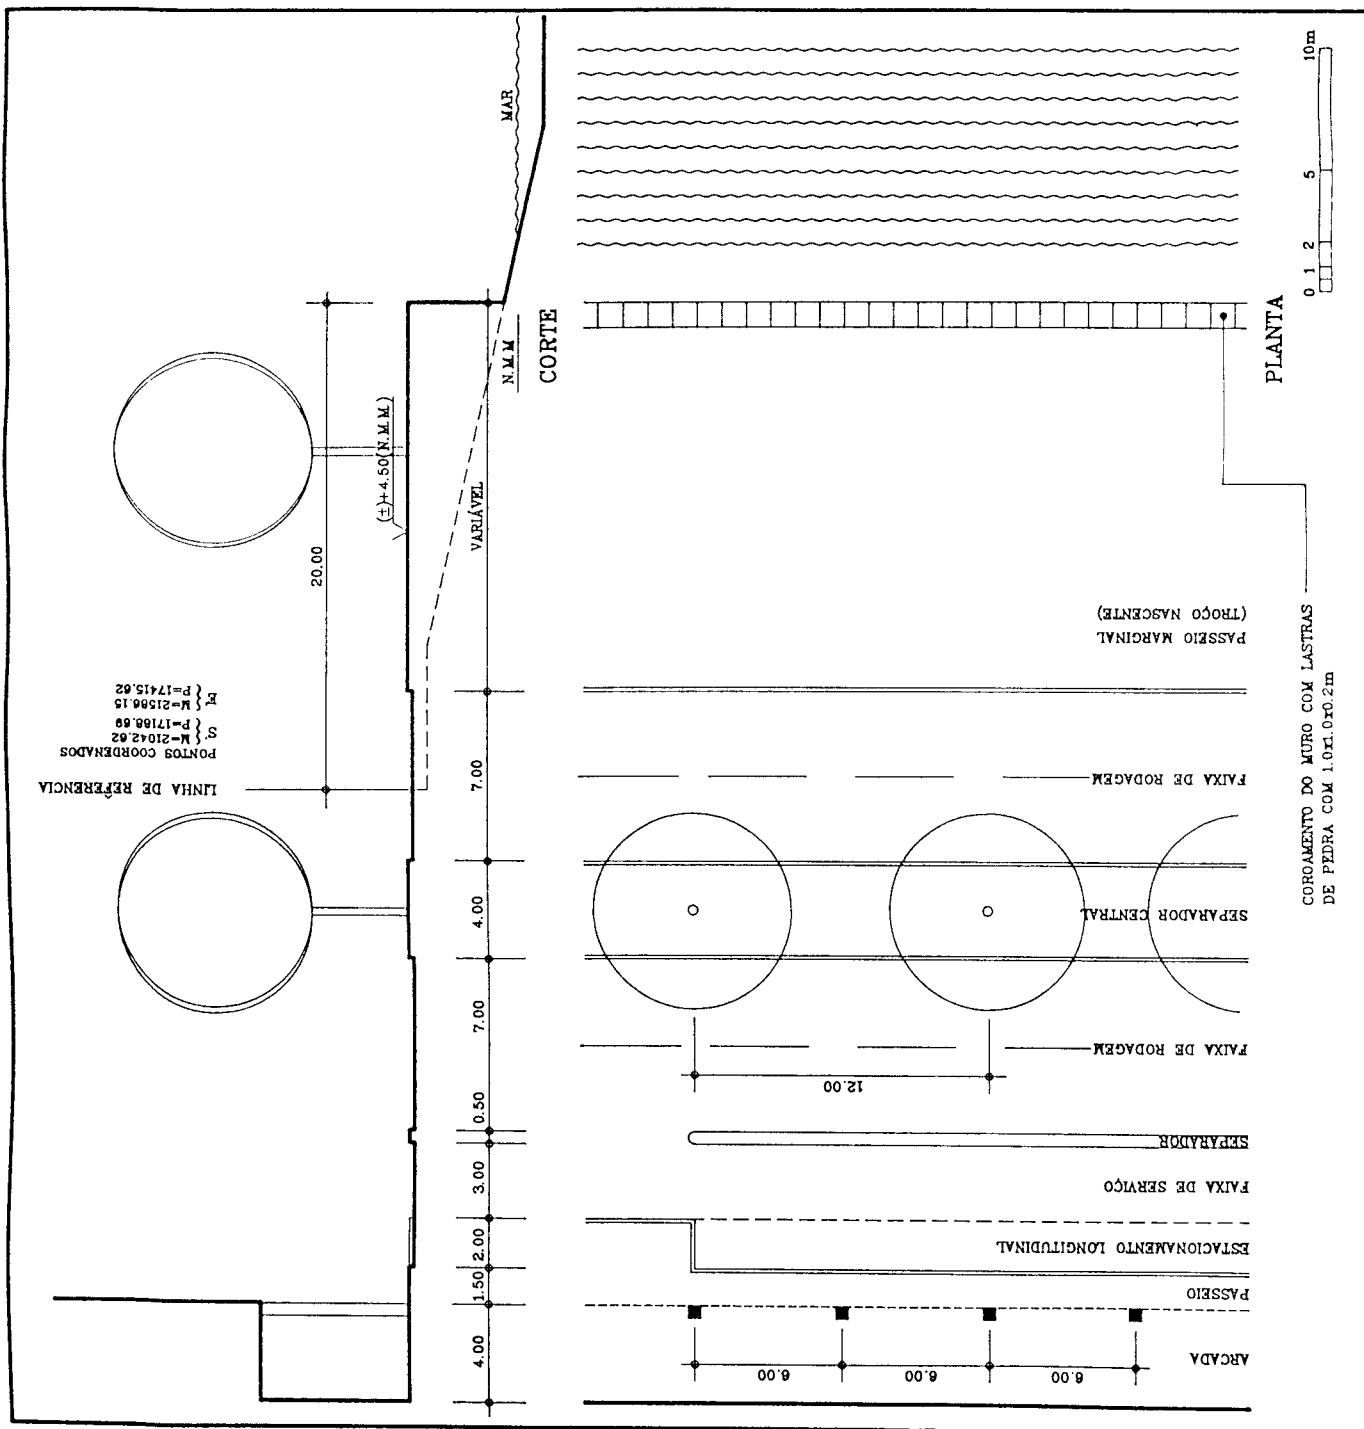 MAR
N.M.M
CORTE
(±)+4.50(N.M.M.)
VARIÁVEL
20.00
LINHA DE REFERÊNCIA
PONTOS COORDENADOS
S' { M=21042.62
P=17188.69
E' { M=21586.15
P=17415.62
7.00
4.00
7.00
0.50
3.00
2.00
1.50
4.00
PLANTA
0 1 2 5 10m
COROAMENTO DO MURO COM LASTRAS
DE PEDRA COM 1.0x1.0x0.2m
PASSEIO MARGINAL
(TROÇO NASCENTE)
FAIXA DE RODAGEM
SEPARADOR CENTRAL
FAIXA DE RODAGEM
12.00
SEPARADOR
FAIXA DE SERVIÇO
ESTACIONAMENTO LONGITUDINAL
PASSEIO
ARCADA
6.00
6.00
6.00